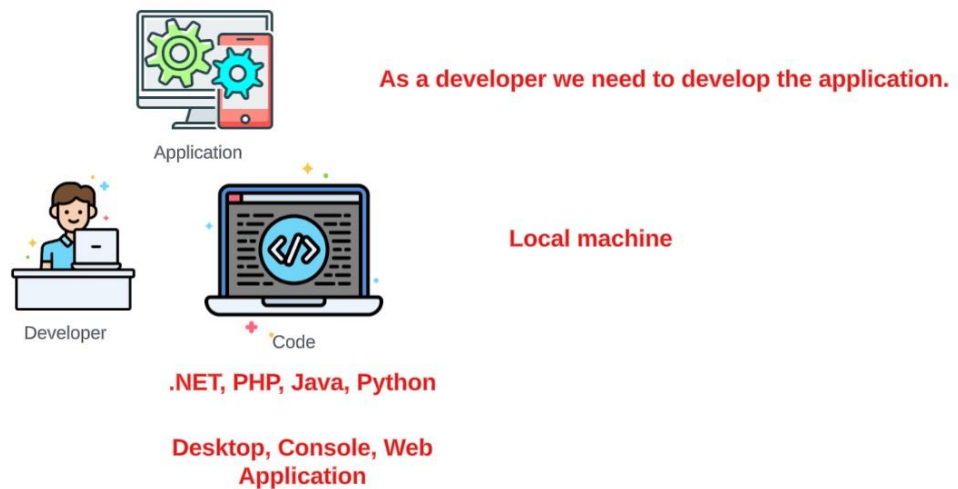 As a developer we need to develop the application.
Application
Local machine
Developer
Code
.NET, PHP, Java, Python
Desktop, Console, Web
Application